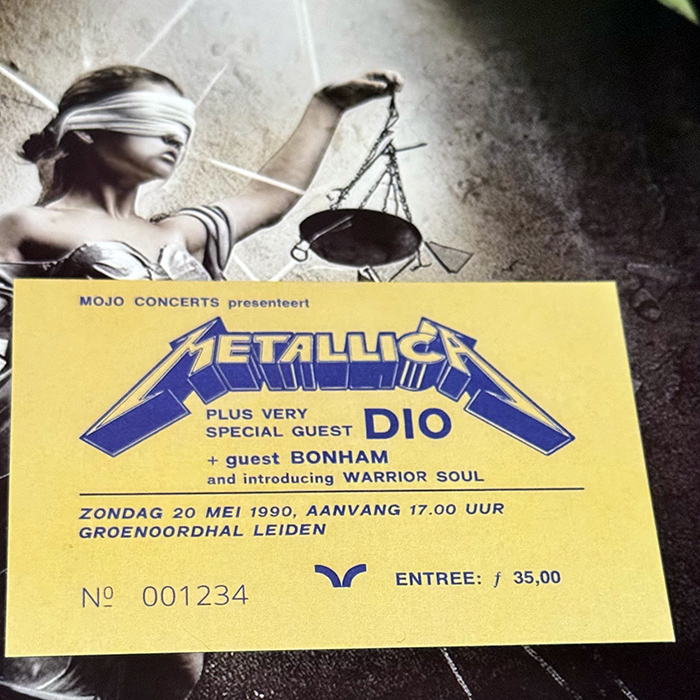 MOJO CONCERTS presenteert
METALLICA
PLUS VERY
SPECIAL GUEST DIO
+ guest BONHAM
and introducing WARRIOR SOUL
ZONDAG 20 MEI 1990, AANVANG 17.00 UUR
GROENOORDHAL LEIDEN
Nº 001234
ENTREE: ƒ 35,00